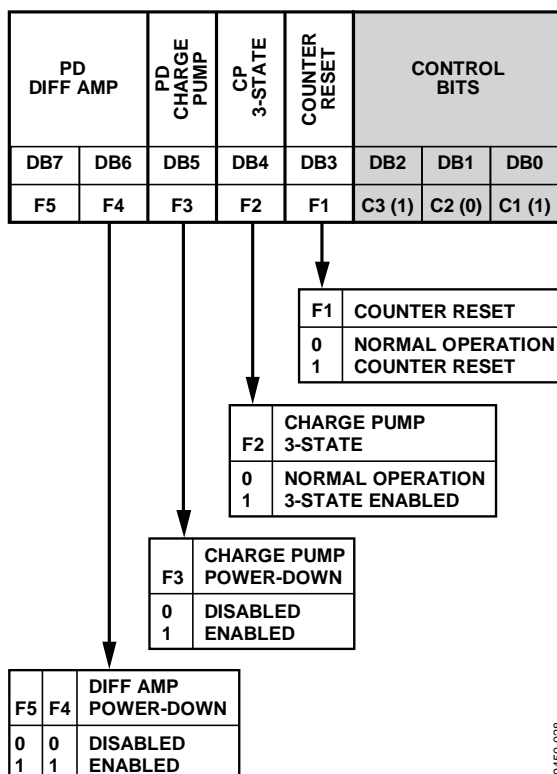 PD
DIFF AMP
PD
CHARGE
PUMP
CP
3-STATE
COUNTER
RESET
CONTROL
BITS
DB7 DB6 DB5 DB4 DB3 DB2 DB1 DB0
F5 F4 F3 F2 F1 C3 (1) C2 (0) C1 (1)
F1 COUNTER RESET
0 NORMAL OPERATION
1 COUNTER RESET
CHARGE PUMP
F2 3-STATE
0 NORMAL OPERATION
1 3-STATE ENABLED
CHARGE PUMP
F3 POWER-DOWN
0 DISABLED
1 ENABLED
DIFF AMP
F5 F4 POWER-DOWN
0 0 DISABLED
1 1 ENABLED